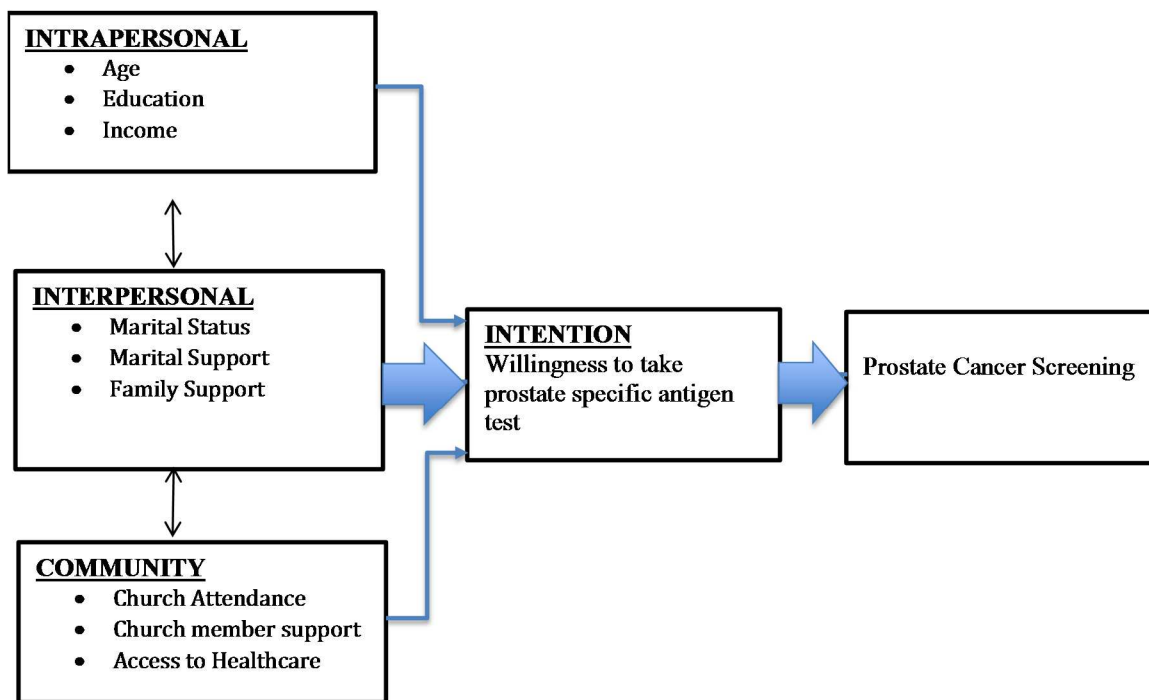 INTRAPERSONAL
• Age
• Education
• Income
INTERPERSONAL
• Marital Status
• Marital Support
• Family Support
COMMUNITY
• Church Attendance
• Church member support
• Access to Healthcare
INTENTION
Willingness to take
prostate specific antigen
test
Prostate Cancer Screening